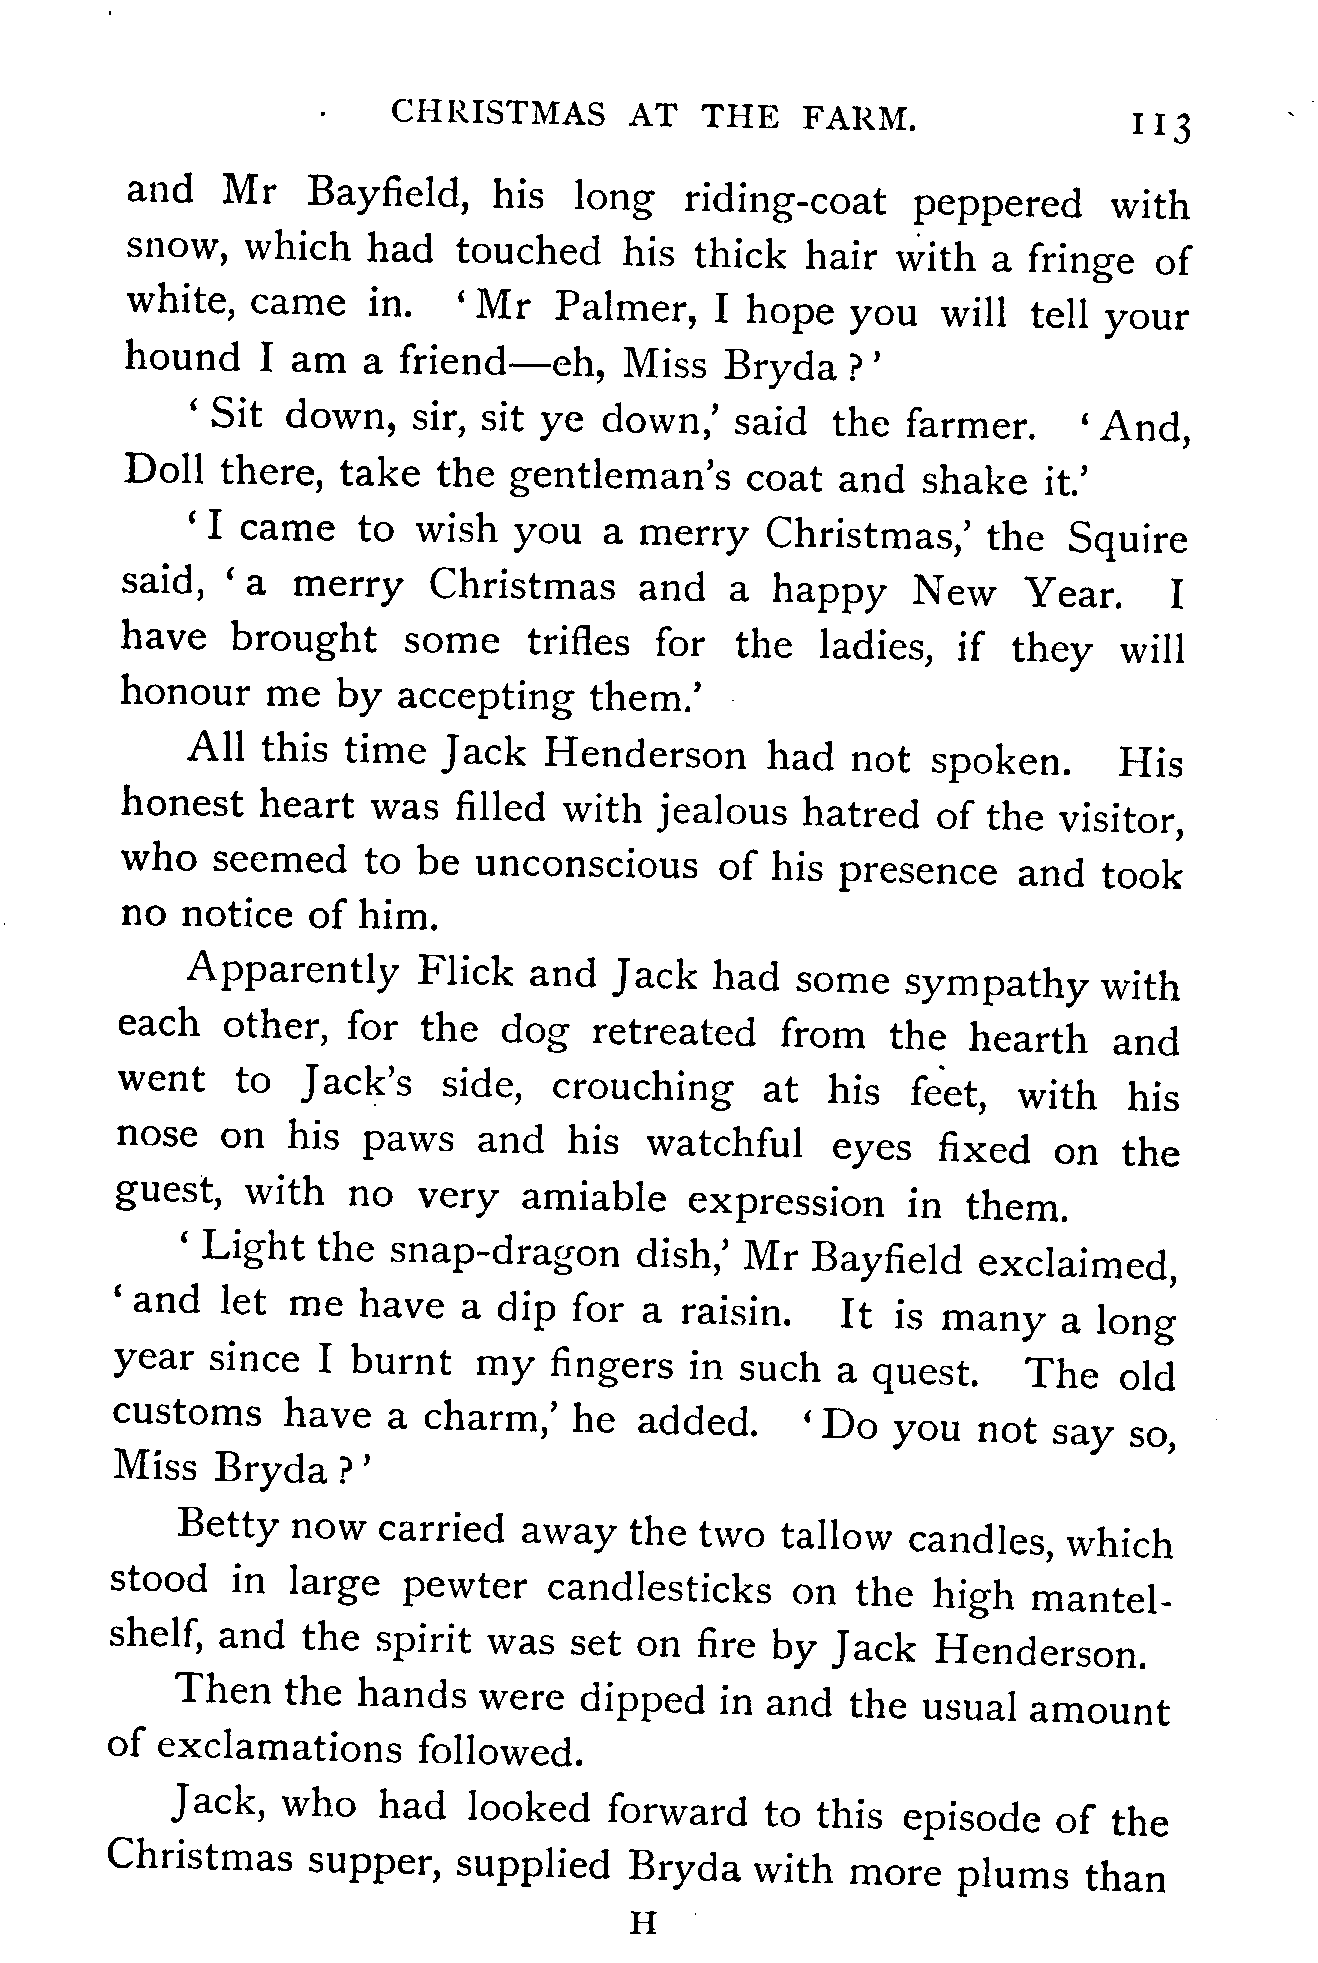 CHRISTMAS AT THE FARM. 113
and Mr Bayfield, his long riding-coat peppered with
snow, which had touched his thick hair with a fringe of
white, came in. ‘Mr Palmer, I hope you will tell your
hound I am a friend—eh, Miss Bryda?’
‘Sit down, sir, sit ye down,’ said the farmer. ‘And,
Doll there, take the gentleman’s coat and shake it.’
‘I came to wish you a merry Christmas,’ the Squire
said, ‘a merry Christmas and a happy New Year. I
have brought some trifles for the ladies, if they will
honour me by accepting them.’
All this time Jack Henderson had not spoken. His
honest heart was filled with jealous hatred of the visitor,
who seemed to be unconscious of his presence and took
no notice of him.
Apparently Flick and Jack had some sympathy with
each other, for the dog retreated from the hearth and
went to Jack’s side, crouching at his feet, with his
nose on his paws and his watchful eyes fixed on the
guest, with no very amiable expression in them.
‘Light the snap-dragon dish,’ Mr Bayfield exclaimed,
‘and let me have a dip for a raisin. It is many a long
year since I burnt my fingers in such a quest. The old
customs have a charm,’ he added. ‘Do you not say so,
Miss Bryda?’
Betty now carried away the two tallow candles, which
stood in large pewter candlesticks on the high mantel-
shelf, and the spirit was set on fire by Jack Henderson.
Then the hands were dipped in and the usual amount
of exclamations followed.
Jack, who had looked forward to this episode of the
Christmas supper, supplied Bryda with more plums than
H